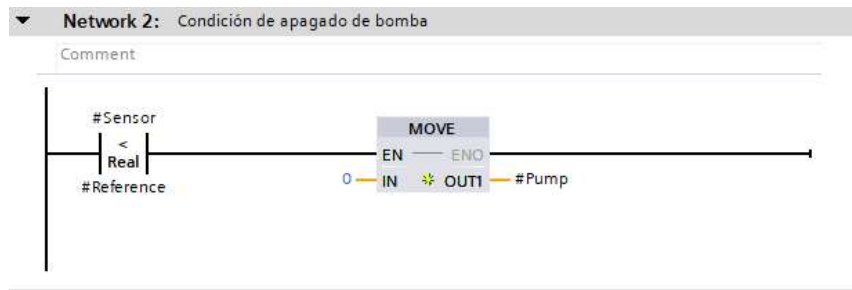 Network 2: Condición de apagado de bomba
Comment
#Sensor
<
Real
#Reference
MOVE
EN ENO
0 IN OUT1 #Pump